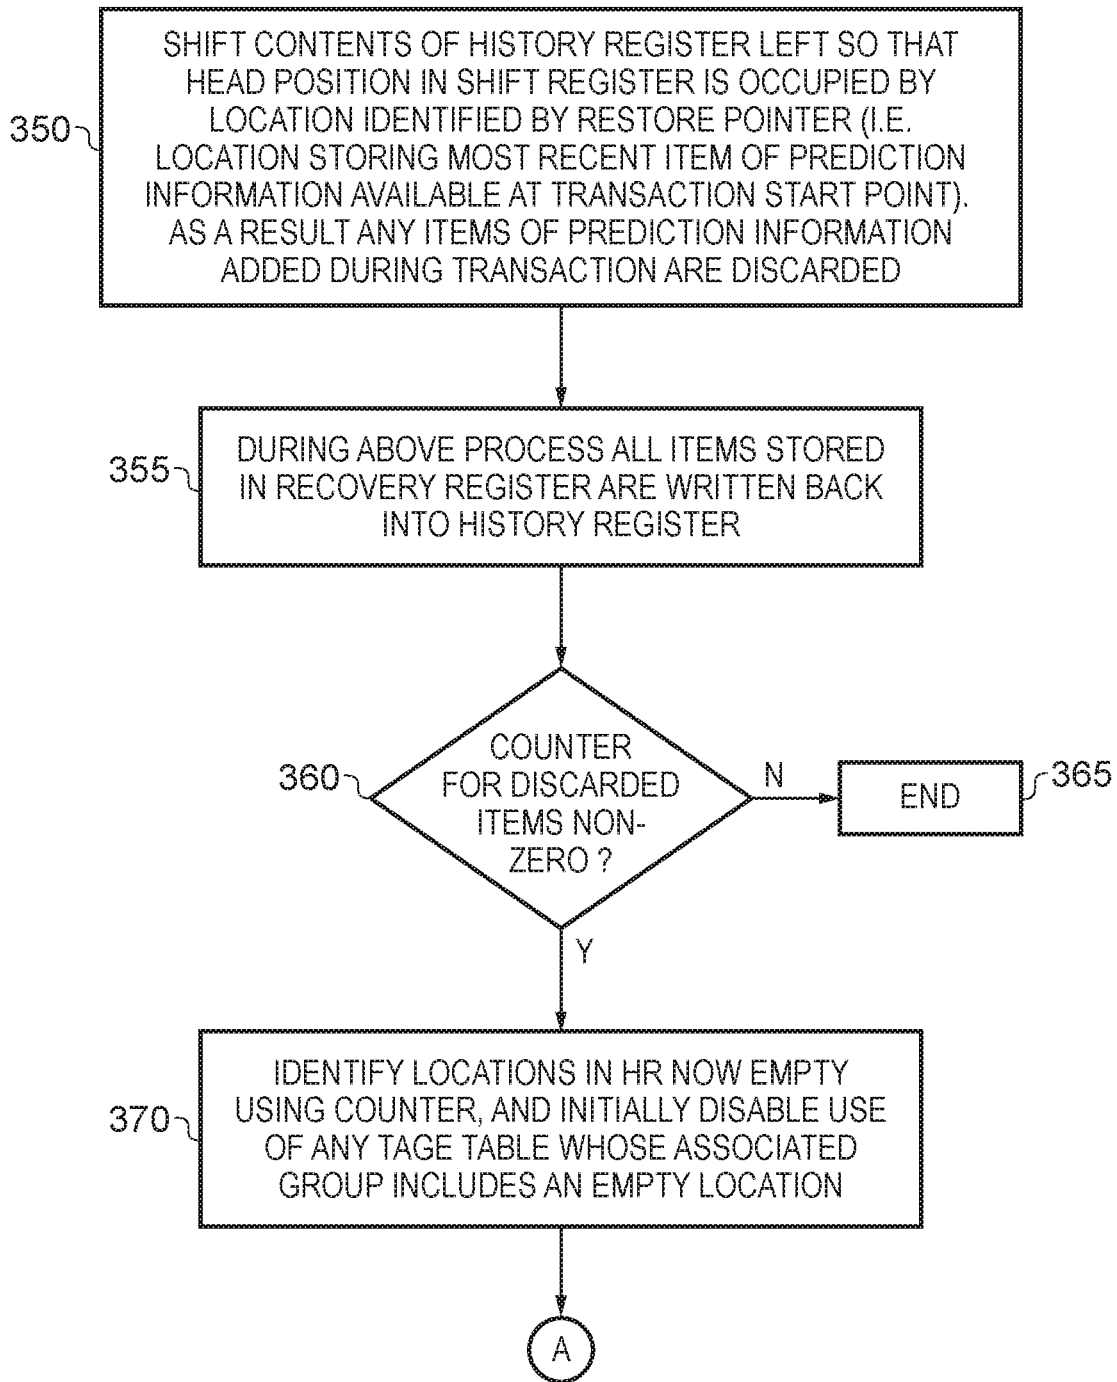 SHIFT CONTENTS OF HISTORY REGISTER LEFT SO THAT
HEAD POSITION IN SHIFT REGISTER IS OCCUPIED BY
LOCATION IDENTIFIED BY RESTORE POINTER (I.E.
LOCATION STORING MOST RECENT ITEM OF PREDICTION
INFORMATION AVAILABLE AT TRANSACTION START POINT).
AS A RESULT ANY ITEMS OF PREDICTION INFORMATION
ADDED DURING TRANSACTION ARE DISCARDED
350
DURING ABOVE PROCESS ALL ITEMS STORED
IN RECOVERY REGISTER ARE WRITTEN BACK
INTO HISTORY REGISTER
355
COUNTER
FOR DISCARDED
ITEMS NON-
ZERO ?
360
N
END
365
Y
IDENTIFY LOCATIONS IN HR NOW EMPTY
USING COUNTER, AND INITIALLY DISABLE USE
OF ANY TAGE TABLE WHOSE ASSOCIATED
GROUP INCLUDES AN EMPTY LOCATION
370
A